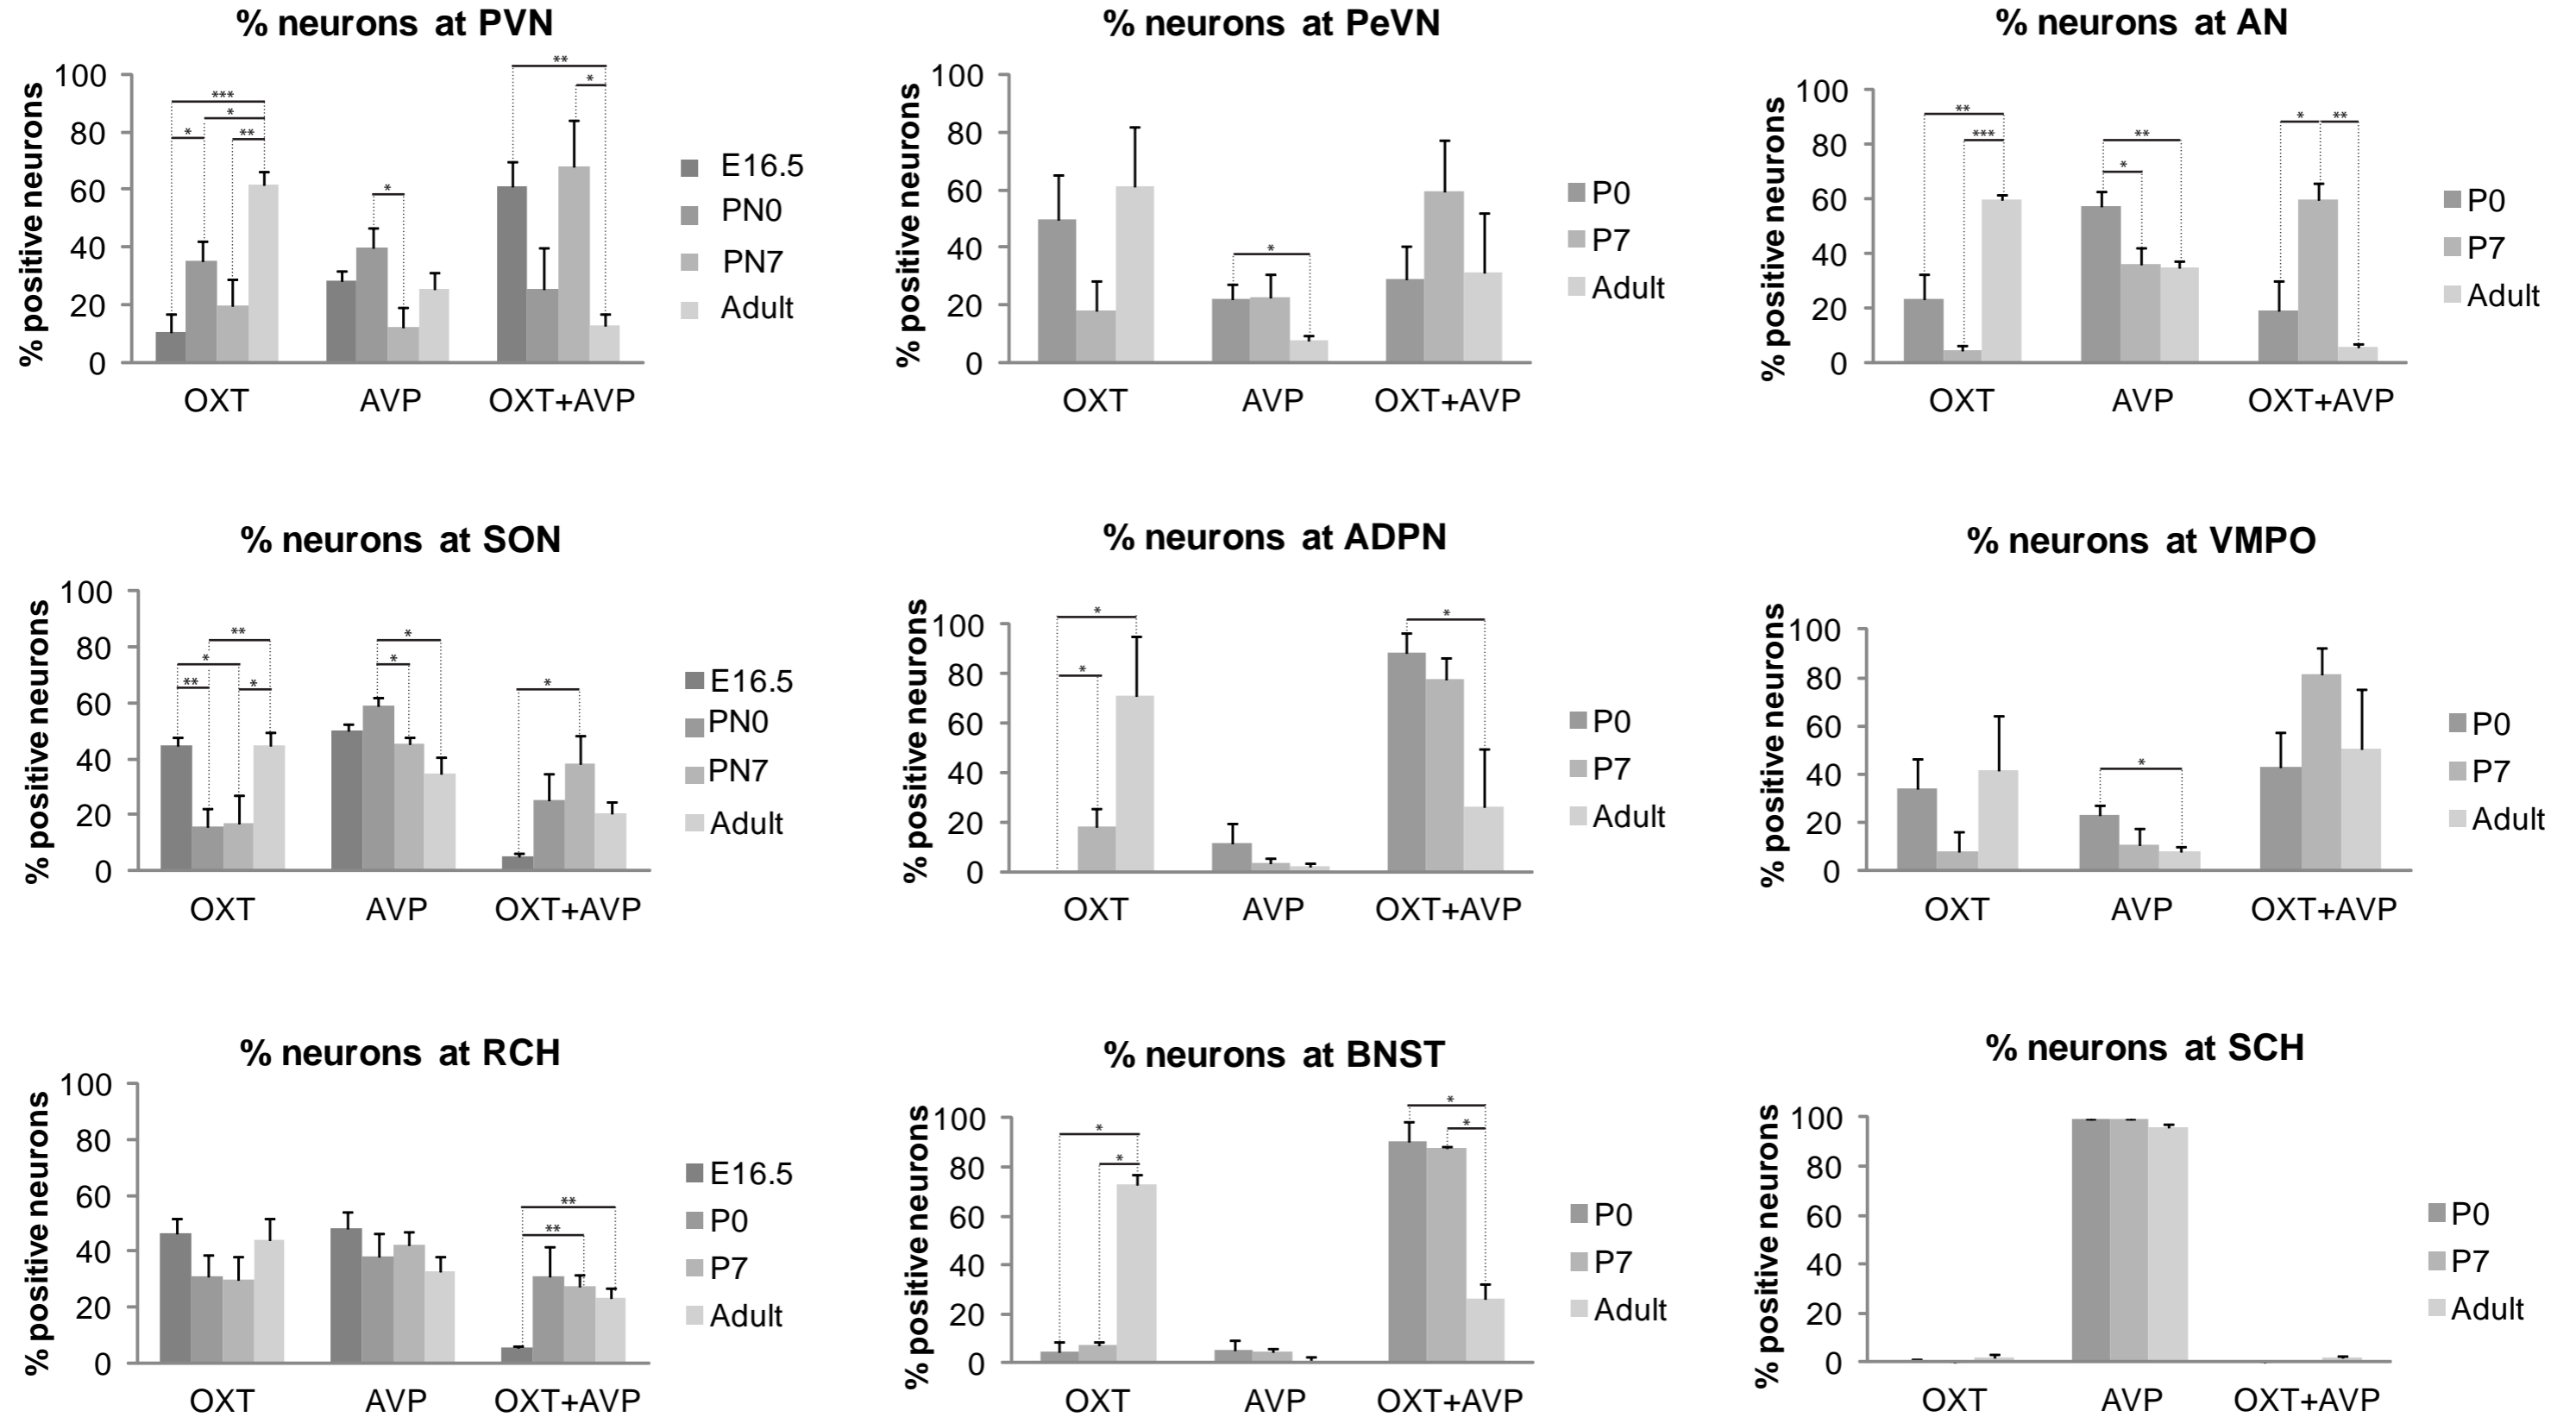 % neurons at PVN
% positive neurons
100
80
60
40
20
0
***
*
*
**
*
**
*
OXT
AVP
OXT+AVP
E16.5
PN0
PN7
Adult
% neurons at PeVN
% positive neurons
100
80
60
40
20
0
*
OXT
AVP
OXT+AVP
P0
P7
Adult
% neurons at AN
% positive neurons
100
80
60
40
20
0
**
***
**
*
*
**
OXT
AVP
OXT+AVP
P0
P7
Adult
% neurons at SON
% positive neurons
100
80
60
40
20
0
**
*
**
*
*
*
*
OXT
AVP
OXT+AVP
E16.5
PN0
PN7
Adult
% neurons at ADPN
% positive neurons
100
80
60
40
20
0
*
*
*
OXT
AVP
OXT+AVP
P0
P7
Adult
% neurons at VMPO
% positive neurons
100
80
60
40
20
0
*
OXT
AVP
OXT+AVP
P0
P7
Adult
% neurons at RCH
% positive neurons
100
80
60
40
20
0
**
**
OXT
AVP
OXT+AVP
E16.5
P0
P7
Adult
% neurons at BNST
% positive neurons
100
80
60
40
20
0
*
*
*
*
OXT
AVP
OXT+AVP
P0
P7
Adult
% neurons at SCH
% positive neurons
100
80
60
40
20
0
OXT
AVP
OXT+AVP
P0
P7
Adult